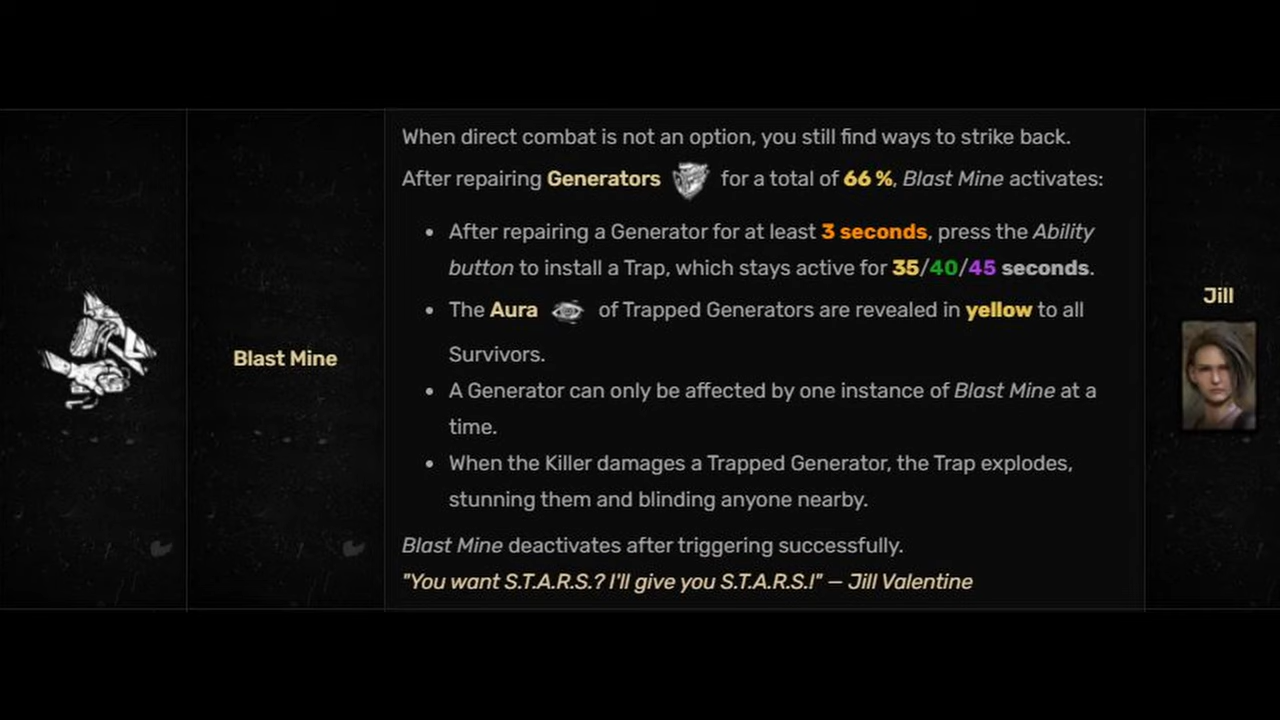 When direct combat is not an option, you still find ways to strike back.
After repairing Generators for a total of 66 %, Blast Mine activates:
• After repairing a Generator for at least 3 seconds, press the Ability
button to install a Trap, which stays active for 35/40/45 seconds.
• The Aura of Trapped Generators are revealed in yellow to all
Survivors.
• A Generator can only be affected by one instance of Blast Mine at a
time.
• When the Killer damages a Trapped Generator, the Trap explodes,
stunning them and blinding anyone nearby.
Blast Mine deactivates after triggering successfully.
"You want S.T.A.R.S.? I'll give you S.T.A.R.S.!" — Jill Valentine
Blast Mine
Jill